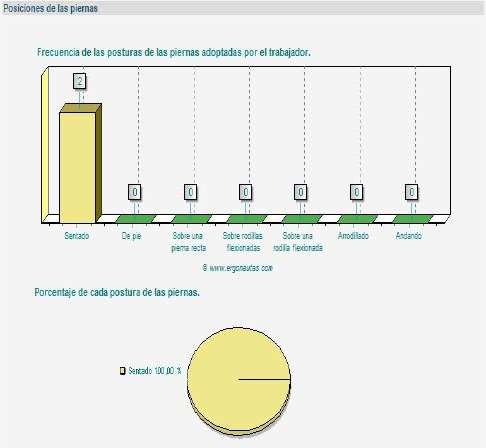 Posiciones de las piernas
Frecuencia de las posturas de las piernas adoptadas por el trabajador.
2
0
0
0
0
0
0
Sentado
De pie
Sobre una pierna recta
Sobre rodillas flexionadas
Sobre una rodilla flexionada
Arrodillado
Andando
© www.ergonautas.com
Porcentaje de cada postura de las piernas.
Sentado 100,00 %